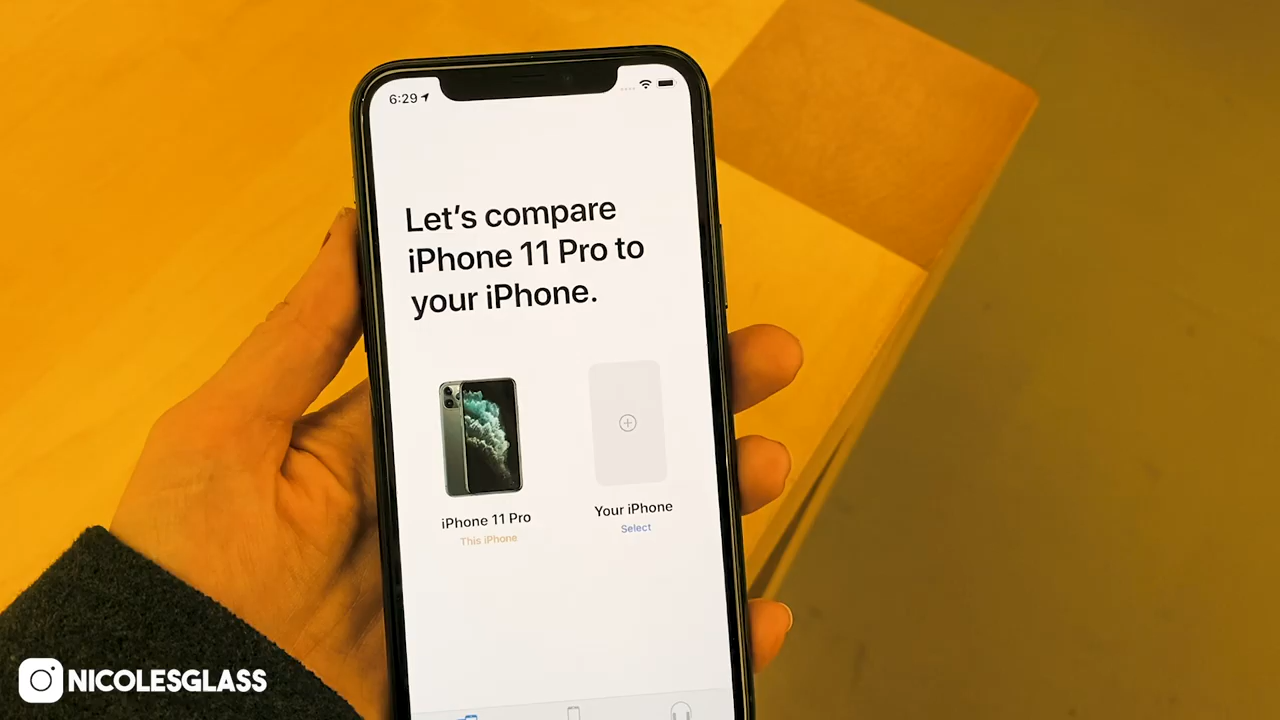 6:29
Let's compare
iPhone 11 Pro to
your iPhone.
iPhone 11 Pro
This iPhone
Your iPhone
Select
NICOLESGLASS